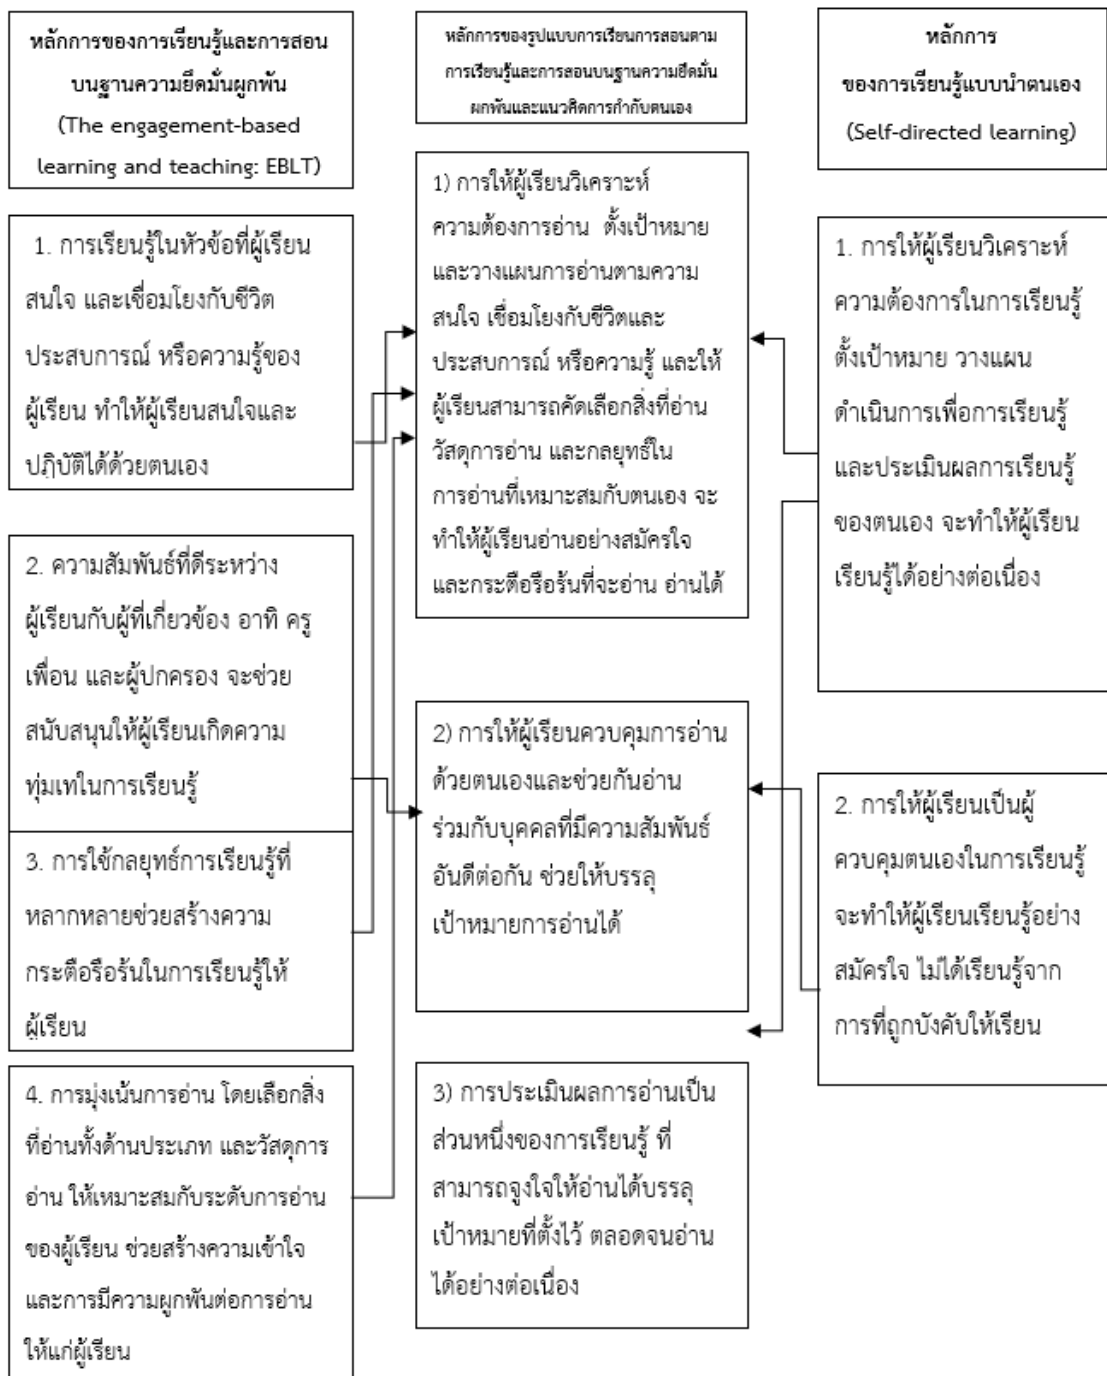 หลักการของการเรียนรู้และการสอน
บนฐานความยึดมั่นผูกพัน
(The engagement-based
learning and teaching: EBLT)
หลักการของรูปแบบการเรียนการสอนตาม
การเรียนรู้และการสอนบนฐานความยึดมั่น
ผูกพันและแนวคิดการกำกับตนเอง
หลักการ
ของการเรียนรู้แบบนำตนเอง
(Self-directed learning)
1. การเรียนรู้ในหัวข้อที่ผู้เรียน
สนใจ และเชื่อมโยงกับชีวิต
ประสบการณ์ หรือความรู้ของ
ผู้เรียน ทำให้ผู้เรียนสนใจและ
ปฏิบัติได้ด้วยตนเอง
2. ความสัมพันธ์ที่ดีระหว่าง
ผู้เรียนกับผู้ที่เกี่ยวข้อง อาทิ ครู
เพื่อน และผู้ปกครอง จะช่วย
สนับสนุนให้ผู้เรียนเกิดความ
ทุ่มเทในการเรียนรู้
3. การใช้กลยุทธ์การเรียนรู้ที่
หลากหลายช่วยสร้างความ
กระตือรือร้นในการเรียนรู้ให้
ผู้เรียน
4. การมุ่งเน้นการอ่าน โดยเลือกสิ่ง
ที่อ่านทั้งด้านประเภท และวัสดุการ
อ่าน ให้เหมาะสมกับระดับการอ่าน
ของผู้เรียน ช่วยสร้างความเข้าใจ
และการมีความผูกพันต่อการอ่าน
ให้แก่ผู้เรียน
1) การให้ผู้เรียนวิเคราะห์
ความต้องการอ่าน ตั้งเป้าหมาย
และวางแผนการอ่านตามความ
สนใจ เชื่อมโยงกับชีวิตและ
ประสบการณ์ หรือความรู้ และให้
ผู้เรียนสามารถคัดเลือกสิ่งที่อ่าน
วัสดุการอ่าน และกลยุทธ์ใน
การอ่านที่เหมาะสมกับตนเอง จะ
ทำให้ผู้เรียนอ่านอย่างสมัครใจ
และกระตือรือร้นที่จะอ่าน อ่านได้
2) การให้ผู้เรียนควบคุมการอ่าน
ด้วยตนเองและช่วยกันอ่าน
ร่วมกับบุคคลที่มีความสัมพันธ์
อันดีต่อกัน ช่วยให้บรรลุ
เป้าหมายการอ่านได้
3) การประเมินผลการอ่านเป็น
ส่วนหนึ่งของการเรียนรู้ ที่
สามารถจูงใจให้อ่านได้บรรลุ
เป้าหมายที่ตั้งไว้ ตลอดจนอ่าน
ได้อย่างต่อเนื่อง
1. การให้ผู้เรียนวิเคราะห์
ความต้องการในการเรียนรู้
ตั้งเป้าหมาย วางแผน
ดำเนินการเพื่อการเรียนรู้
และประเมินผลการเรียนรู้
ของตนเอง จะทำให้ผู้เรียน
เรียนรู้ได้อย่างต่อเนื่อง
2. การให้ผู้เรียนเป็นผู้
ควบคุมตนเองในการเรียนรู้
จะทำให้ผู้เรียนเรียนรู้อย่าง
สมัครใจ ไม่ได้เรียนรู้จาก
การที่ถูกบังคับให้เรียน